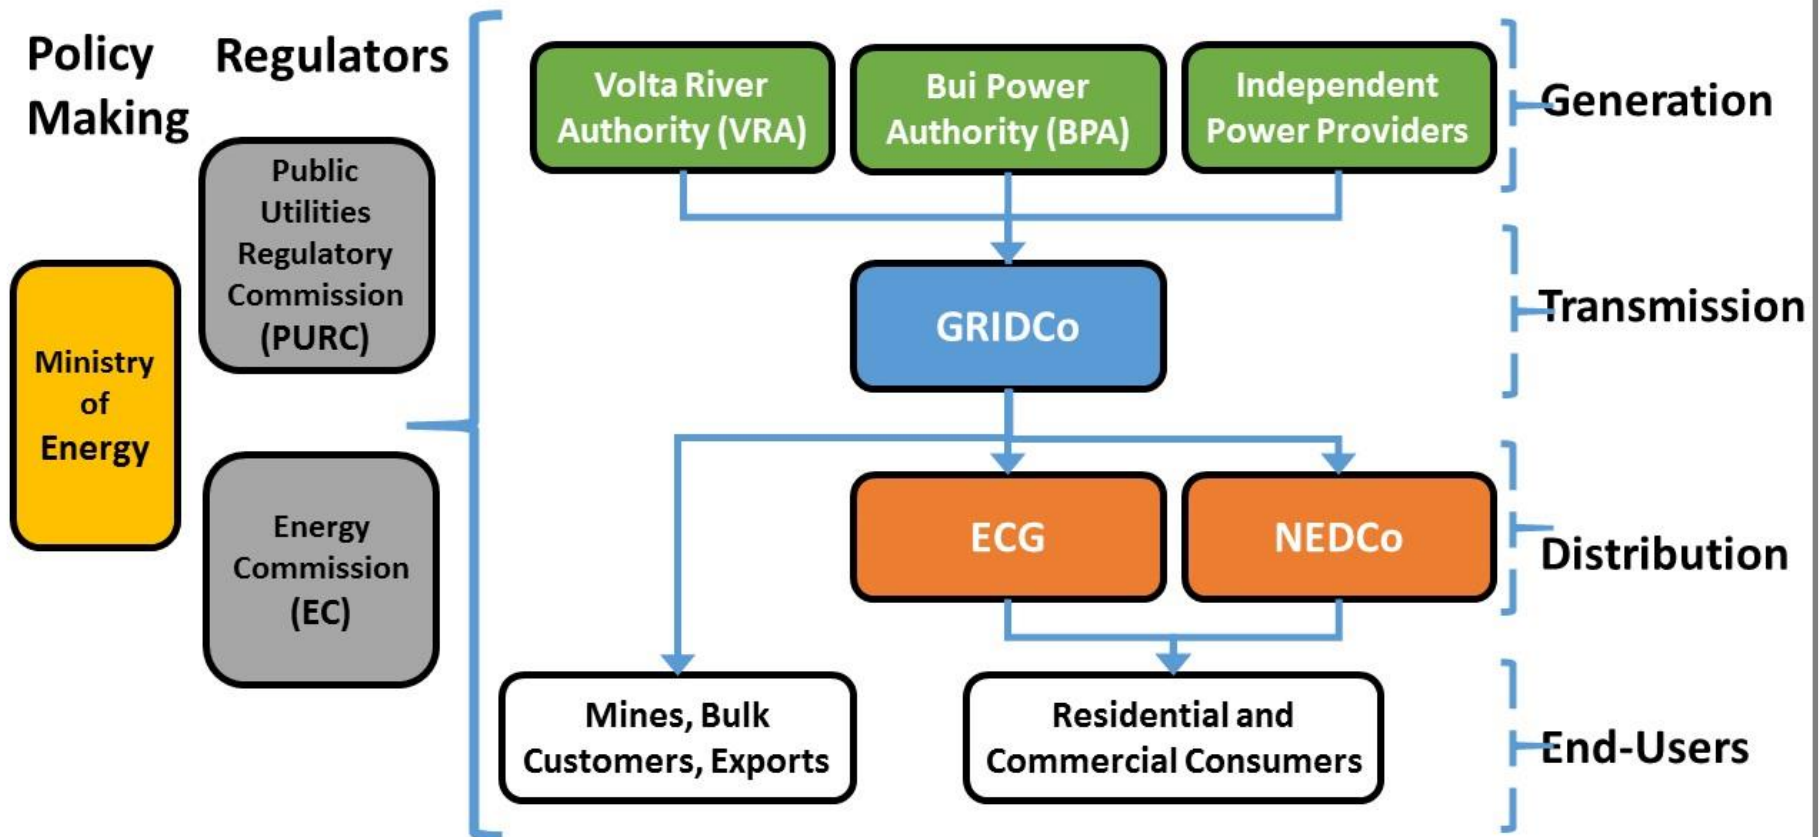 Policy
Making
Regulators
Ministry
of
Energy
Public
Utilities
Regulatory
Commission
(PURC)
Energy
Commission
(EC)
Volta River
Authority (VRA)
Bui Power
Authority (BPA)
Independent
Power Providers
Generation
GRIDCo
Transmission
ECG
NEDCo
Distribution
Mines, Bulk
Customers, Exports
Residential and
Commercial Consumers
End-Users